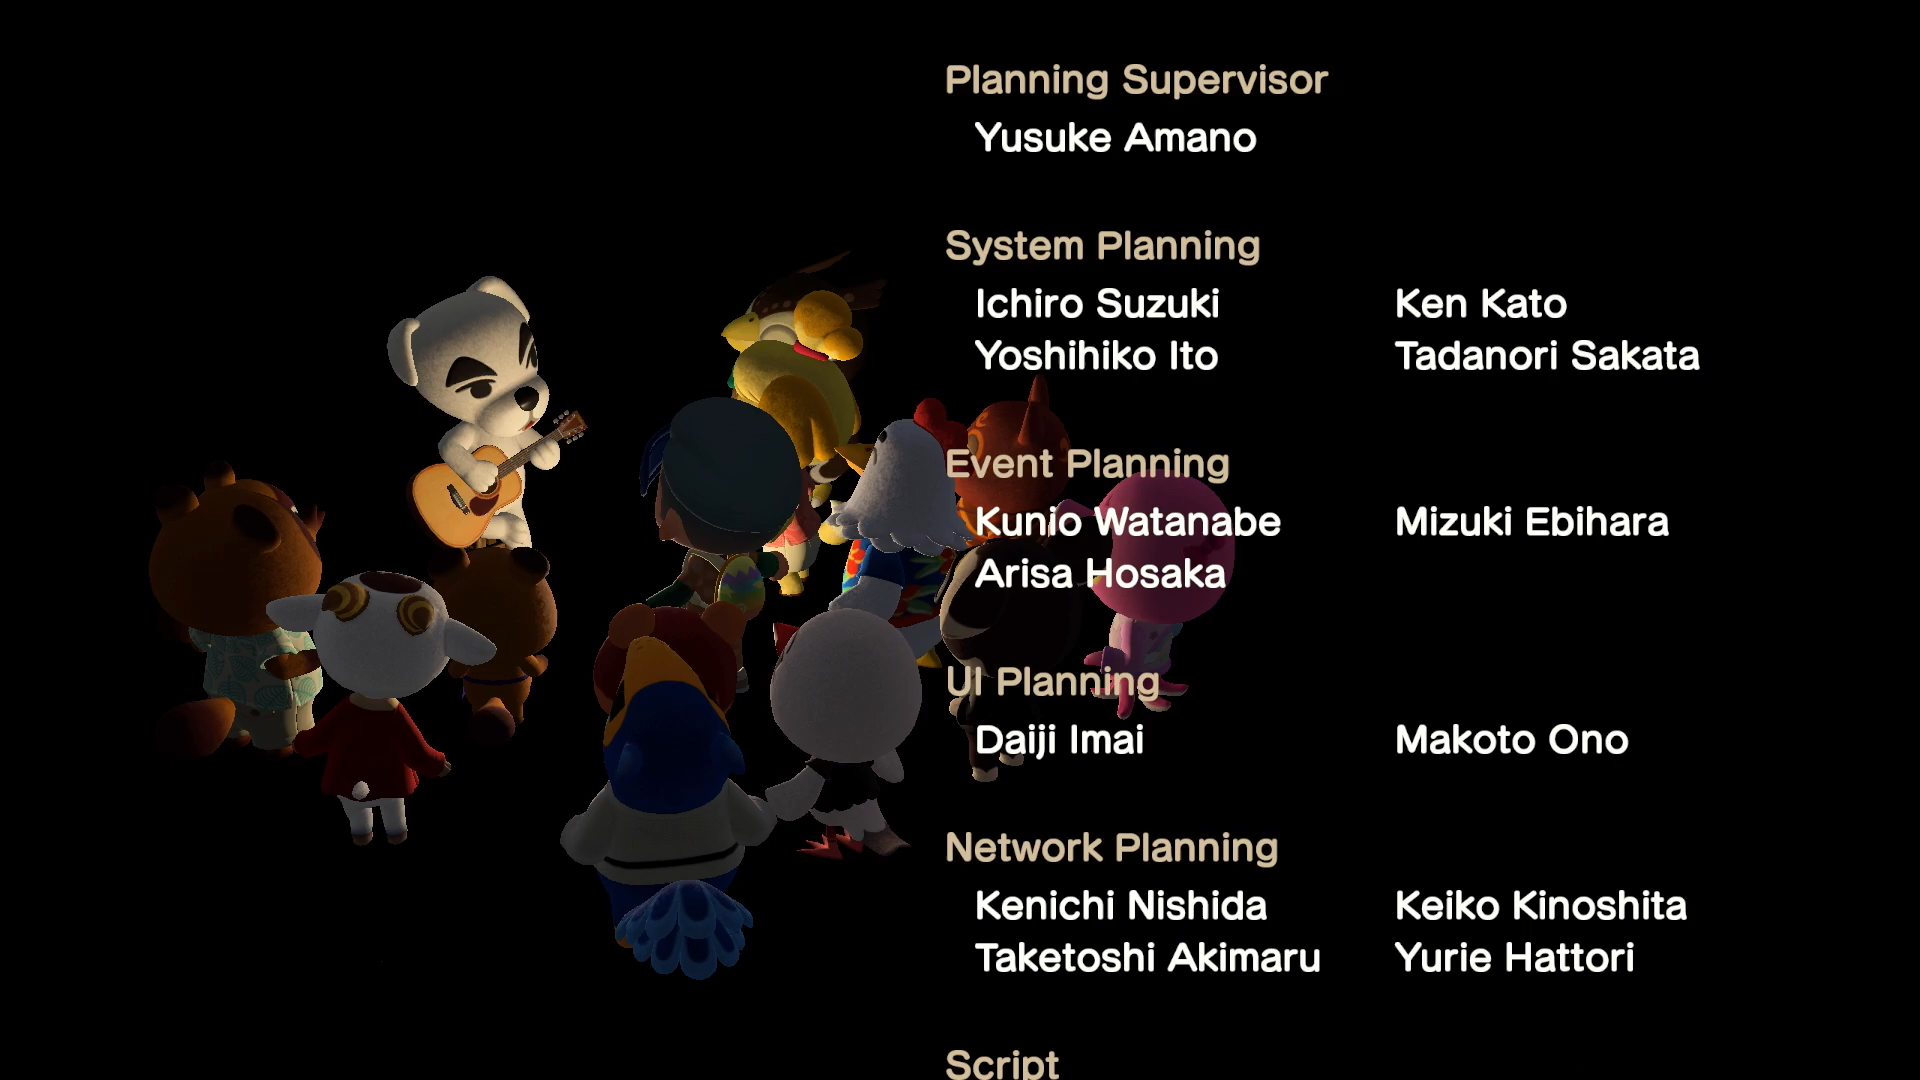 Planning Supervisor
Yusuke Amano
System Planning
Ichiro Suzuki Ken Kato
Yoshihiko Ito Tadanori Sakata
Event Planning
Kunio Watanabe Mizuki Ebihara
Arisa Hosaka
UI Planning
Daiji Imai Makoto Ono
Network Planning
Kenichi Nishida Keiko Kinoshita
Taketoshi Akimaru Yurie Hattori
Script